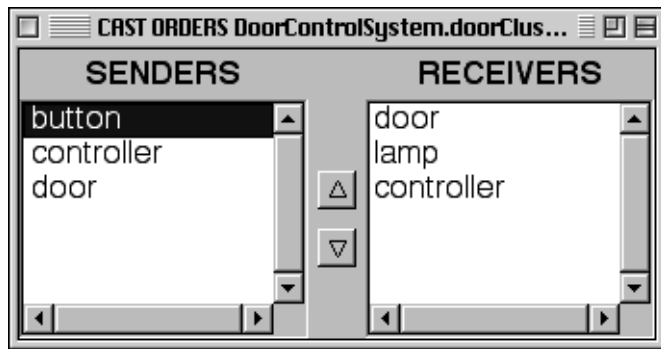 CAST ORDERS DoorControlSystem.doorClus...
SENDERS
RECEIVERS
button
controller
door
door
lamp
controller